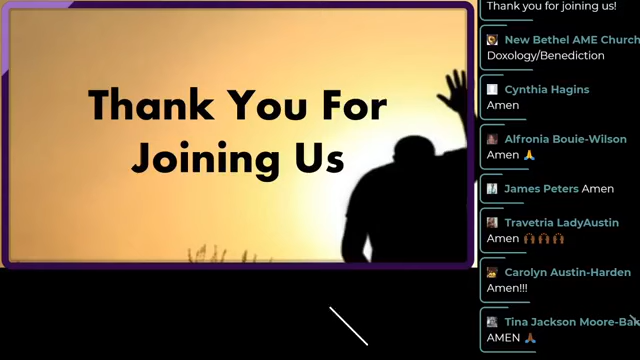 Thank You For
Joining Us
Thank you for joining us!
New Bethel AME Church
Doxology/Benediction
Cynthia Hagins
Amen
Alfronia Bouie-Wilson
Amen 🙏
James Peters Amen
Travetria LadyAustin
Amen 🙌🏾🙌🏾🙌🏾
Carolyn Austin-Harden
Amen!!!
Tina Jackson Moore-Bak
AMEN 🙏🏾